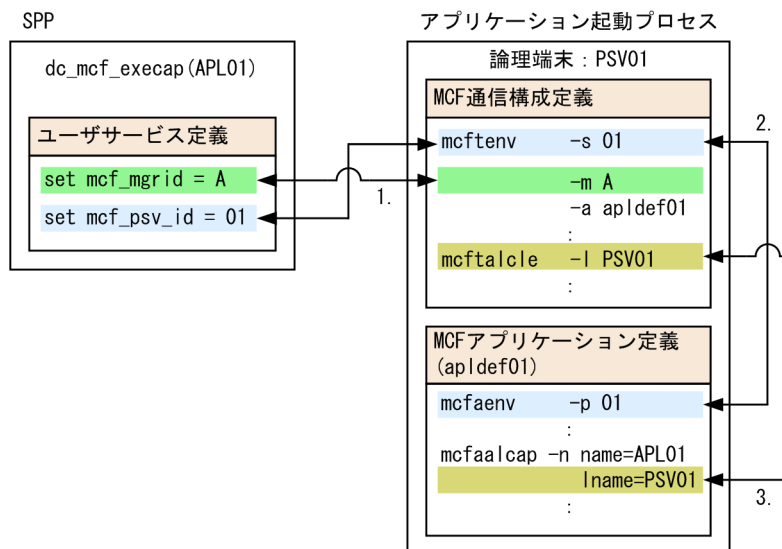 SPP
dc_mcf_execap(APL01)
ユーザサービス定義
set mcf_mgrid = A
set mcf_psv_id = 01
1.
アプリケーション起動プロセス
論理端末：PSV01
MCF通信構成定義
mcftenv -s 01
-m A
-a apldef01
:
mcftalcle -l PSV01
:
2.
MCFアプリケーション定義
(apldef01)
mcfaenv -p 01
:
mcfaalcap -n name=APL01
lname=PSV01
:
3.